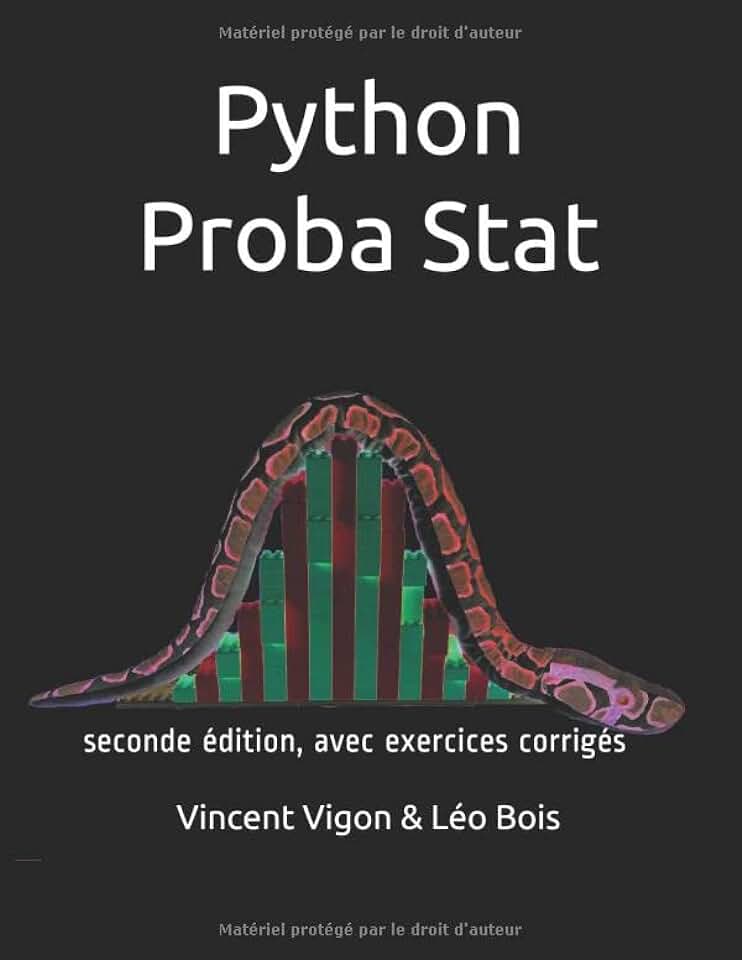 Matériel protégé par le droit d'auteur
Python
Proba Stat
seconde édition, avec exercices corrigés
Vincent Vigon & Léo Bois
Matériel protégé par le droit d'auteur